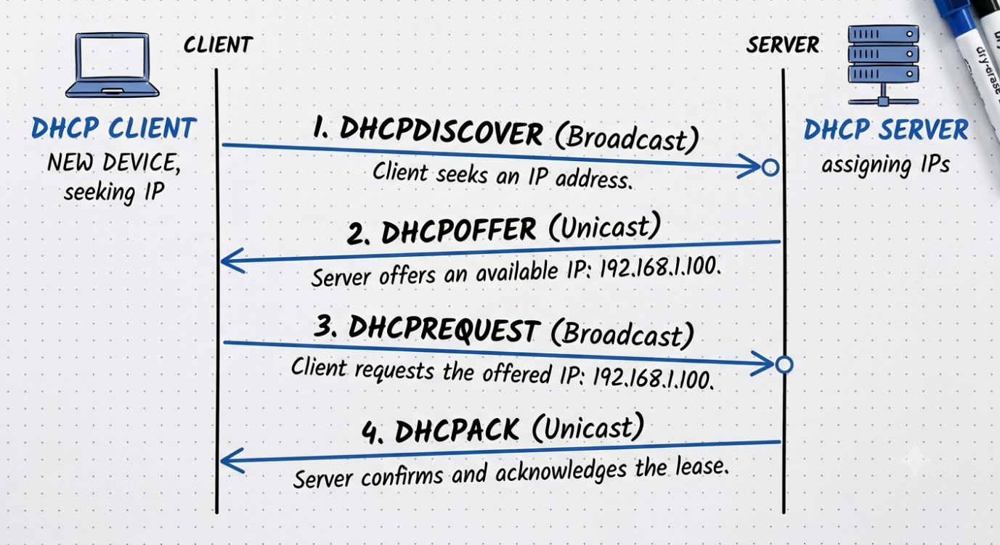 CLIENT
SERVER
DHCP CLIENT
NEW DEVICE,
seeking IP
DHCP SERVER
assigning IPs
1. DHCPDISCOVER (Broadcast)
Client seeks an IP address.
2. DHCPOFFER (Unicast)
Server offers an available IP: 192.168.1.100.
3. DHCPREQUEST (Broadcast)
Client requests the offered IP: 192.168.1.100.
4. DHCPACK (Unicast)
Server confirms and acknowledges the lease.
dry-erase